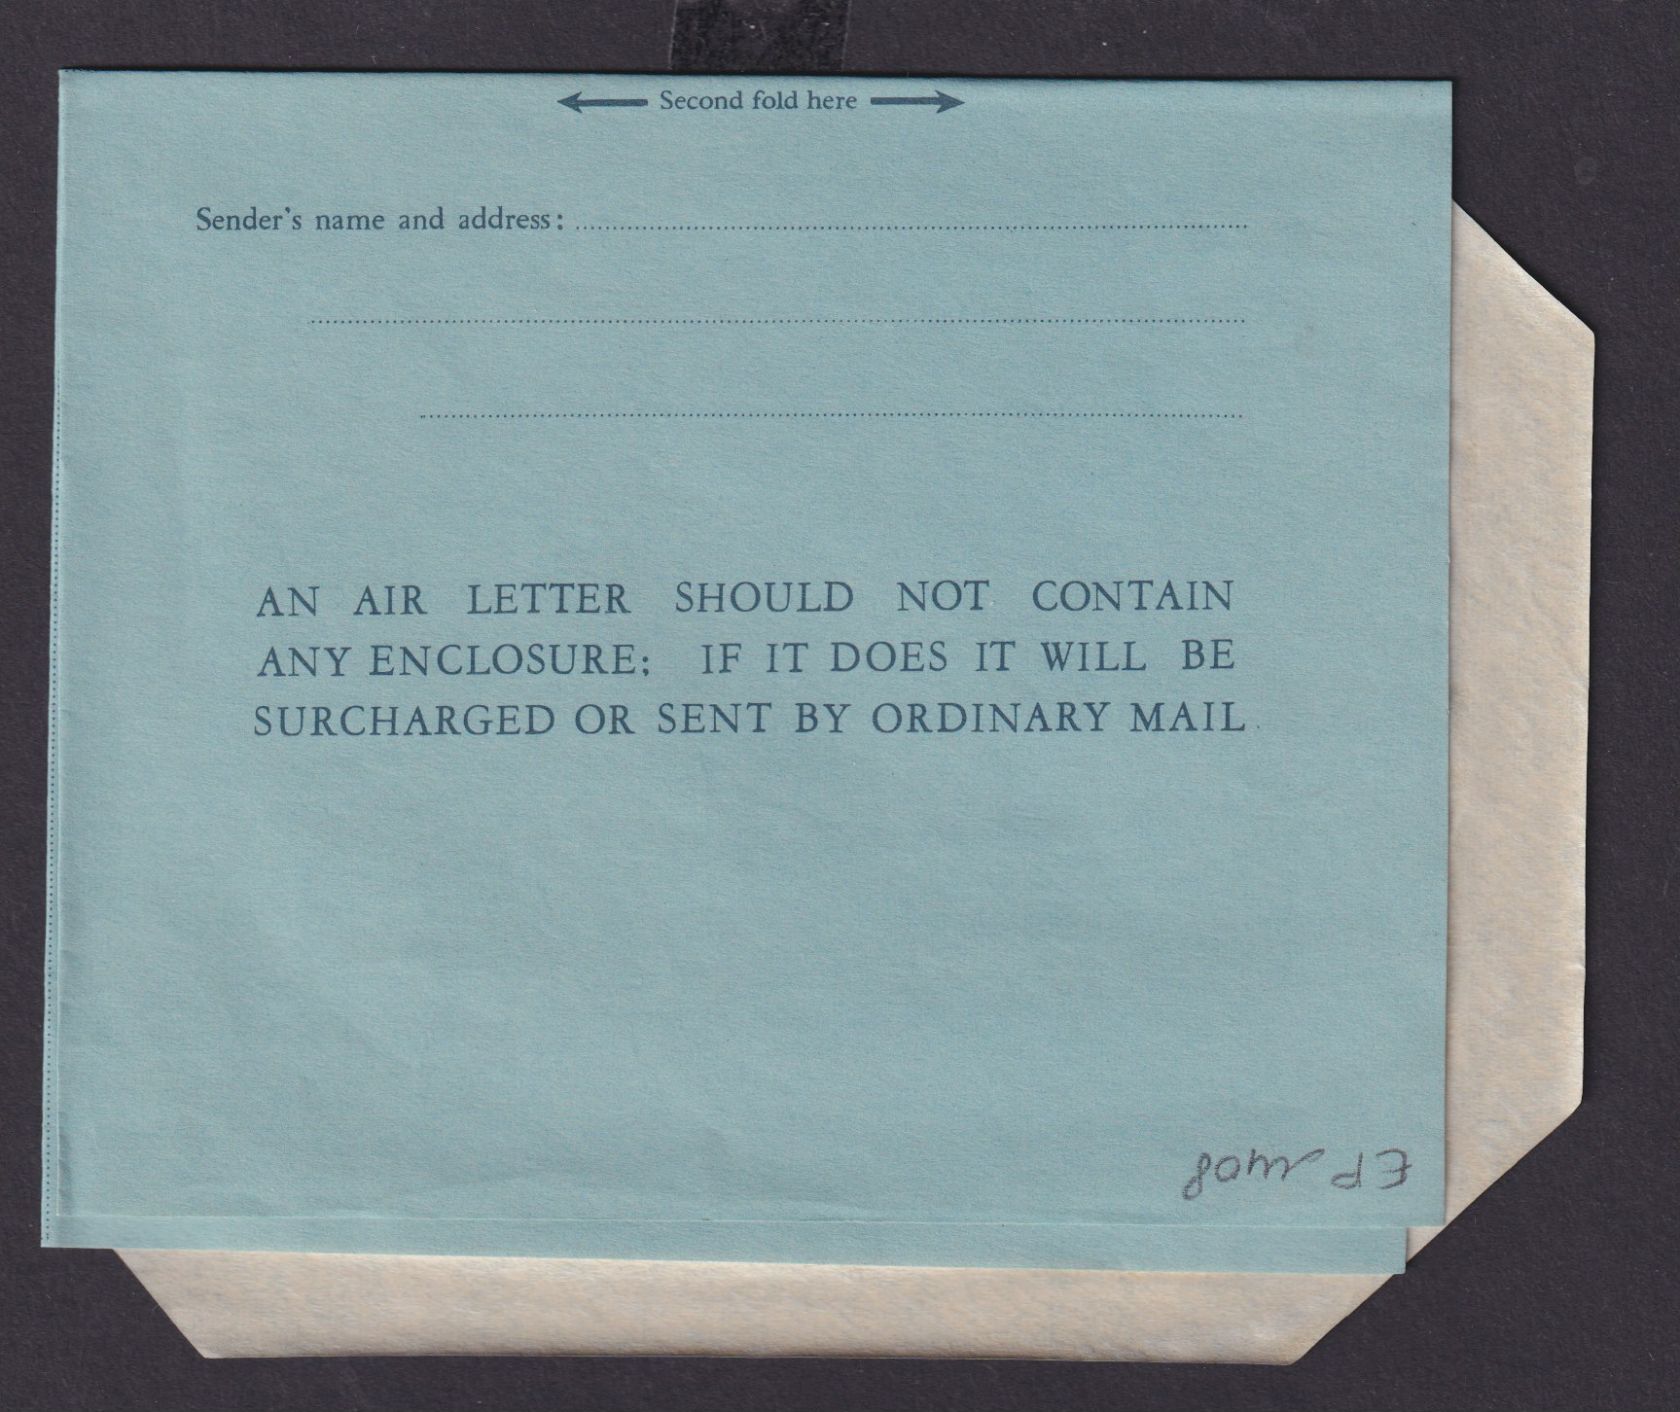 Second fold here
Sender's name and address:
AN AIR LETTER SHOULD NOT CONTAIN
ANY ENCLOSURE; IF IT DOES IT WILL BE
SURCHARGED OR SENT BY ORDINARY MAIL
EP